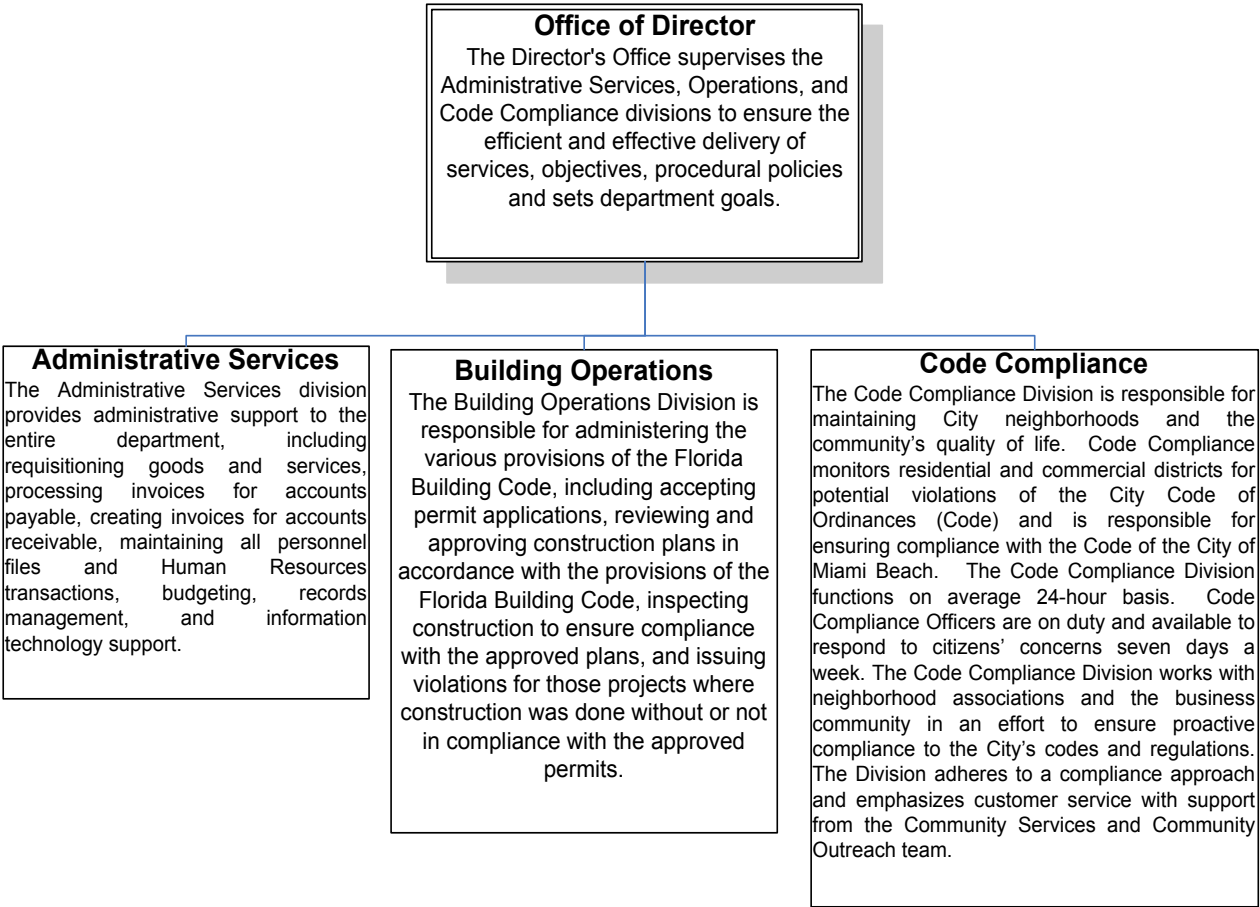 Office of Director
The Director's Office supervises the
Administrative Services, Operations, and
Code Compliance divisions to ensure the
efficient and effective delivery of
services, objectives, procedural policies
and sets department goals.
Administrative Services
The Administrative Services division
provides administrative support to the
entire department, including
requisitioning goods and services,
processing invoices for accounts
payable, creating invoices for accounts
receivable, maintaining all personnel
files and Human Resources
transactions, budgeting, records
management, and information
technology support.
Building Operations
The Building Operations Division is
responsible for administering the
various provisions of the Florida
Building Code, including accepting
permit applications, reviewing and
approving construction plans in
accordance with the provisions of the
Florida Building Code, inspecting
construction to ensure compliance
with the approved plans, and issuing
violations for those projects where
construction was done without or not
in compliance with the approved
permits.
Code Compliance
The Code Compliance Division is responsible for
maintaining City neighborhoods and the
community’s quality of life. Code Compliance
monitors residential and commercial districts for
potential violations of the City Code of
Ordinances (Code) and is responsible for
ensuring compliance with the Code of the City of
Miami Beach. The Code Compliance Division
functions on average 24-hour basis. Code
Compliance Officers are on duty and available to
respond to citizens’ concerns seven days a
week. The Code Compliance Division works with
neighborhood associations and the business
community in an effort to ensure proactive
compliance to the City’s codes and regulations.
The Division adheres to a compliance approach
and emphasizes customer service with support
from the Community Services and Community
Outreach team.